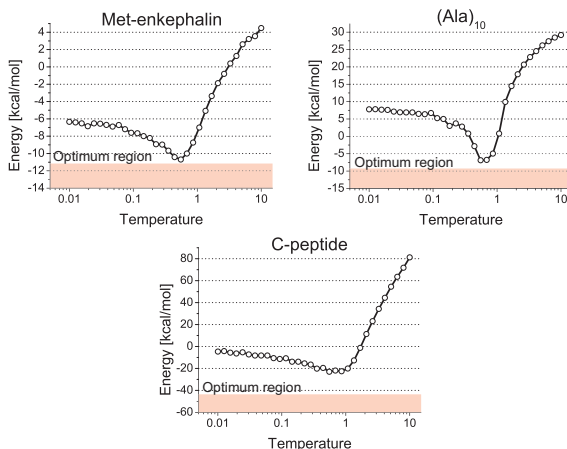 Met-enkephalin
Energy [kcal/mol]
4
2
0
-2
-4
-6
-8
-10
-12
-14
Optimum region
0.01 0.1 1 10
Temperature
(Ala)10
Energy [kcal/mol]
30
25
20
15
10
5
0
-5
-10
-15
Optimum region
0.01 0.1 1 10
Temperature
C-peptide
Energy [kcal/mol]
80
60
40
20
0
-20
-40
-60
Optimum region
0.01 0.1 1 10
Temperature